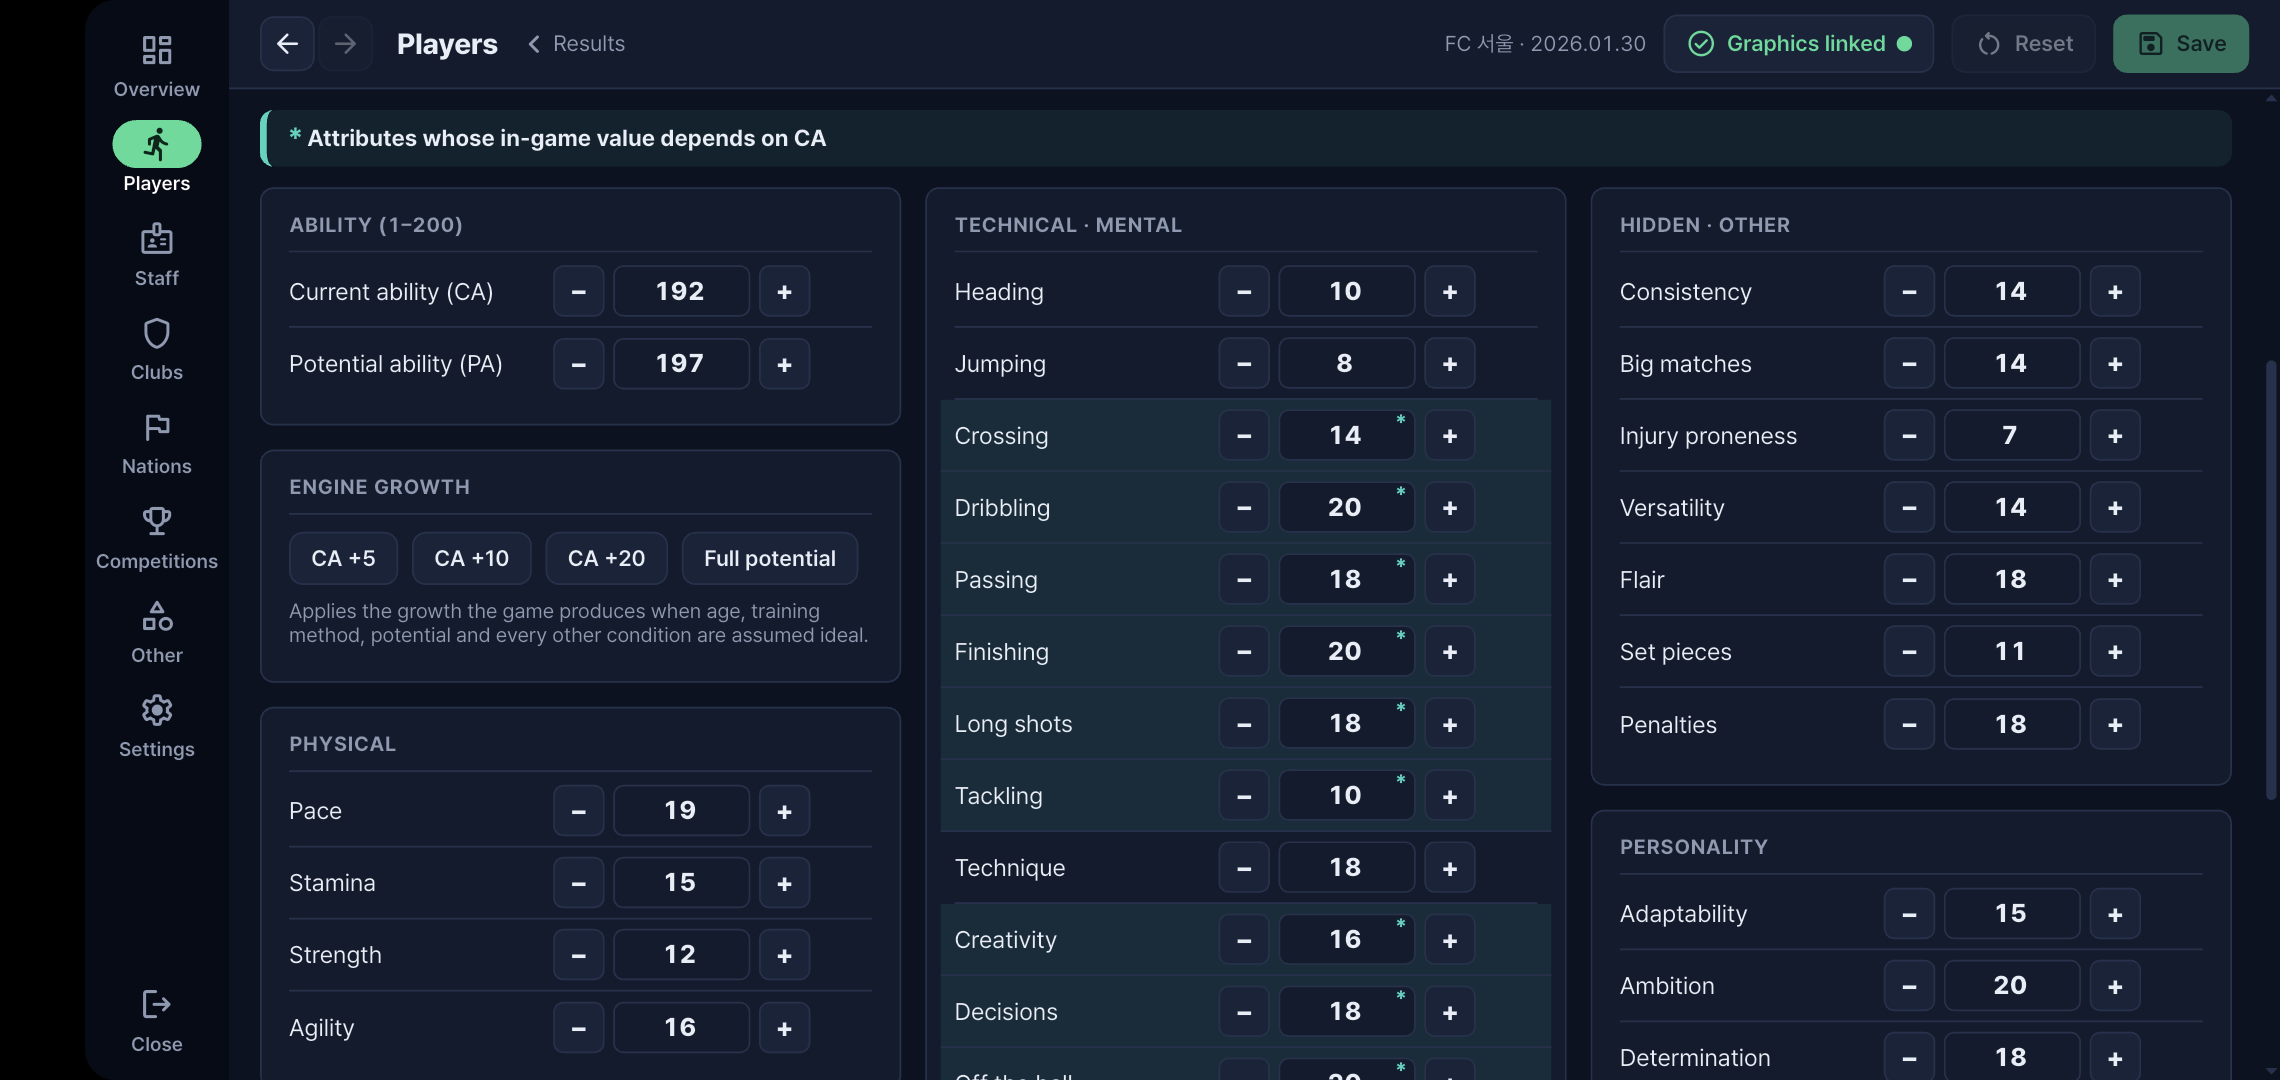 Overview
Players
Staff
Clubs
Nations
Competitions
Other
Settings
Close
Players
Results
FC 서울 · 2026.01.30
Graphics linked
Reset
Save
* Attributes whose in-game value depends on CA
ABILITY (1–200)
Current ability (CA) − 192 +
Potential ability (PA) − 197 +
ENGINE GROWTH
CA +5 CA +10 CA +20 Full potential
Applies the growth the game produces when age, training
method, potential and every other condition are assumed ideal.
PHYSICAL
Pace − 19 +
Stamina − 15 +
Strength − 12 +
Agility − 16 +
TECHNICAL · MENTAL
Heading − 10 +
Jumping − 8 +
Crossing − 14 * +
Dribbling − 20 * +
Passing − 18 * +
Finishing − 20 * +
Long shots − 18 * +
Tackling − 10 * +
Technique − 18 +
Creativity − 16 * +
Decisions − 18 * +
Off the ball − 20 * +
HIDDEN · OTHER
Consistency − 14 +
Big matches − 14 +
Injury proneness − 7 +
Versatility − 14 +
Flair − 18 +
Set pieces − 11 +
Penalties − 18 +
PERSONALITY
Adaptability − 15 +
Ambition − 20 +
Determination − 18 +